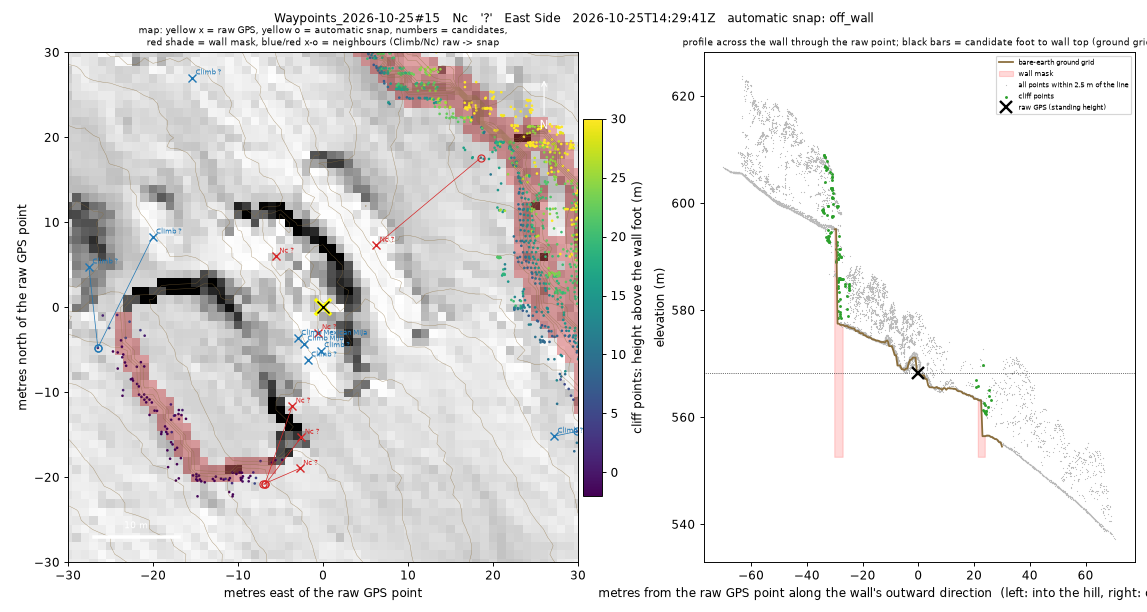 Waypoints_2026-10-25#15 Nc '?' East Side 2026-10-25T14:29:41Z automatic snap: off_wall
map: yellow x = raw GPS, yellow o = automatic snap, numbers = candidates,
red shade = wall mask, blue/red x-o = neighbours (Climb/Nc) raw -> snap
profile across the wall through the raw point; black bars = candidate foot to wall top (ground gri
metres north of the raw GPS point
30
20
10
0
−10
−20
−30
−30
−20
−10
0
10
20
30
metres east of the raw GPS point
Climb ?
Climb ?
Nc ?
Nc ?
Nc ?
Climb ?
Nc ?
Nc ?
Nc ?
N
10 m
30
25
20
15
10
5
0
cliff points: height above the wall foot (m)
elevation (m)
620
600
580
560
540
−60
−40
−20
0
20
40
60
metres from the raw GPS point along the wall's outward direction (left: into the hill, right:
bare-earth ground grid
wall mask
all points within 2.5 m of the line
cliff points
raw GPS (standing height)